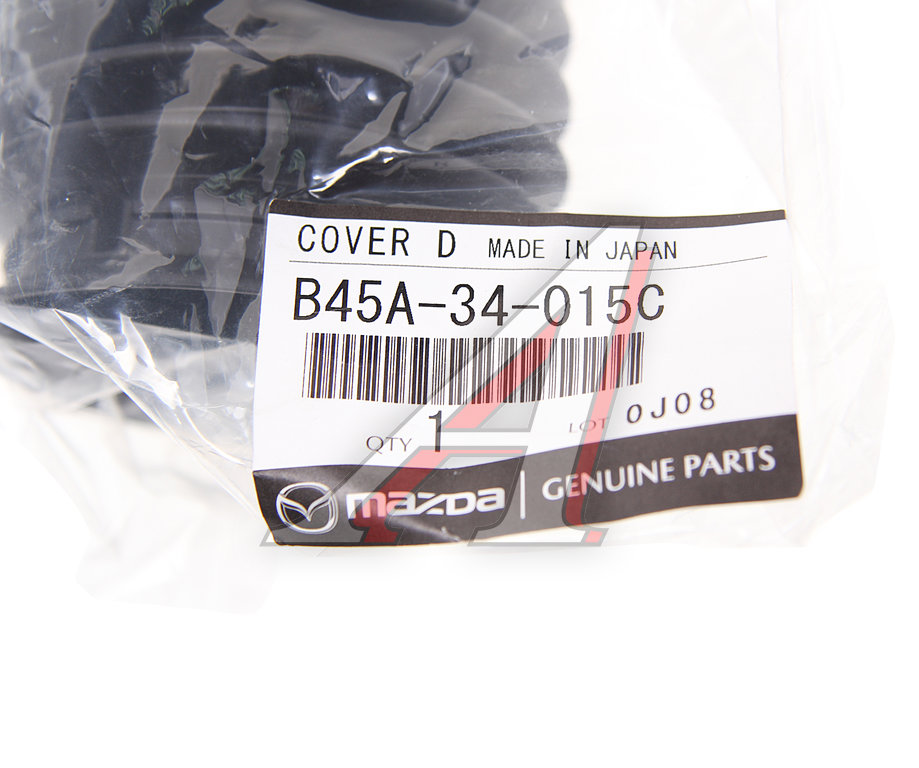 COVER D MADE IN JAPAN
B45A-34-015C
QTY 1 LOT 0J08
mazda GENUINE PARTS